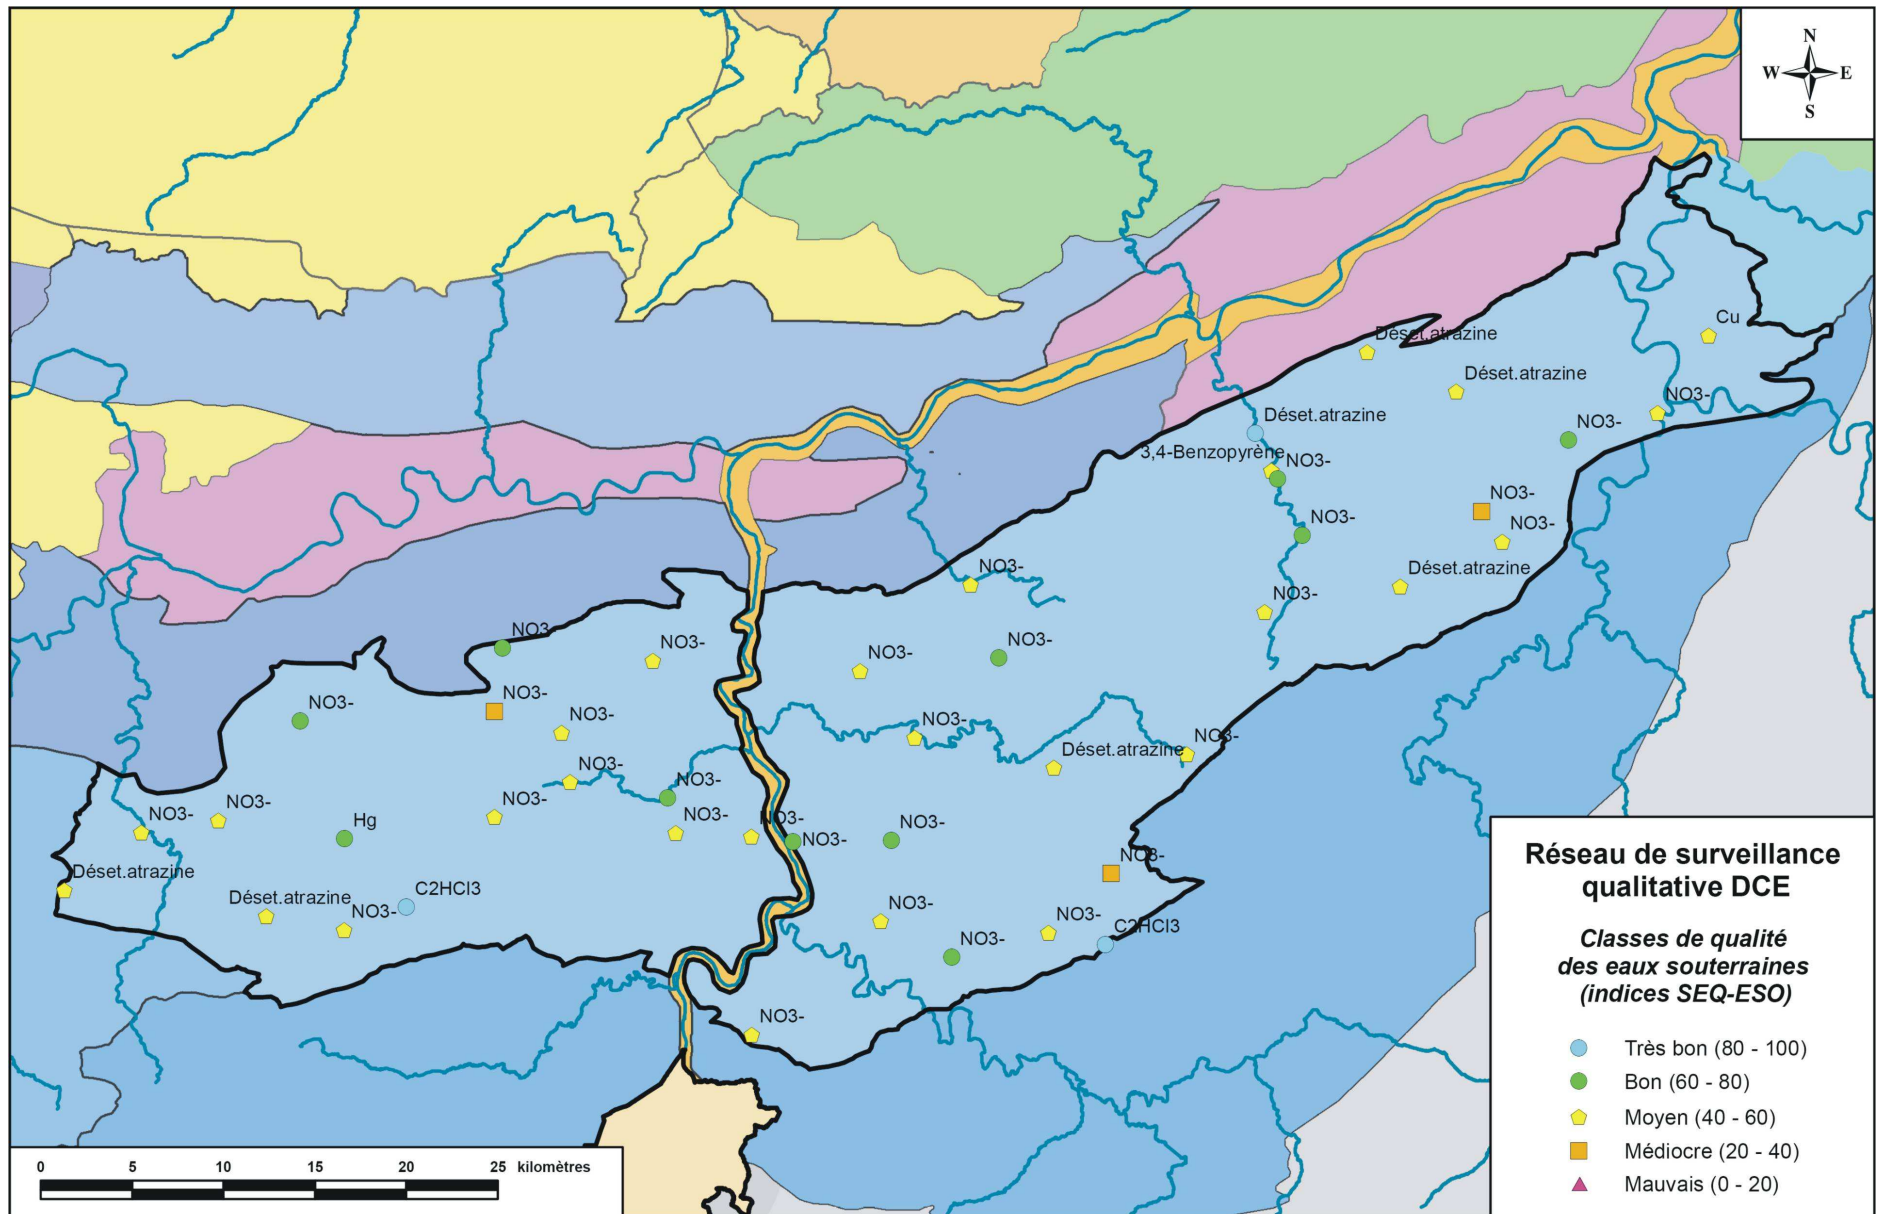 N
W E
S
Cu
Déset.atrazine
Déset.atrazine
NO3-
Déset.atrazine
NO3-
3,4-Benzopyrène
NO3-
NO3-
NO3-
NO3-
NO3-
Déset.atrazine
NO3-
NO3-
NO3-
NO3-
NO3-
NO3-
NO3-
NO3-
NO3-
NO3-
NO3-
Déset.atrazine
NO3-
NO3-
NO3-
NO3-
NO3-
NO3-
Hg
NO3-
NO3-
NO3-
NO3-
NO3-
Déset.atrazine
C2HCl3
Déset.atrazine
NO3-
NO3-
NO3-
C2HCl3
NO3-
NO3-
Réseau de surveillance
qualitative DCE
Classes de qualité
des eaux souterraines
(indices SEQ-ESO)
Très bon (80 - 100)
Bon (60 - 80)
Moyen (40 - 60)
Médiocre (20 - 40)
Mauvais (0 - 20)
0 5 10 15 20 25 kilomètres